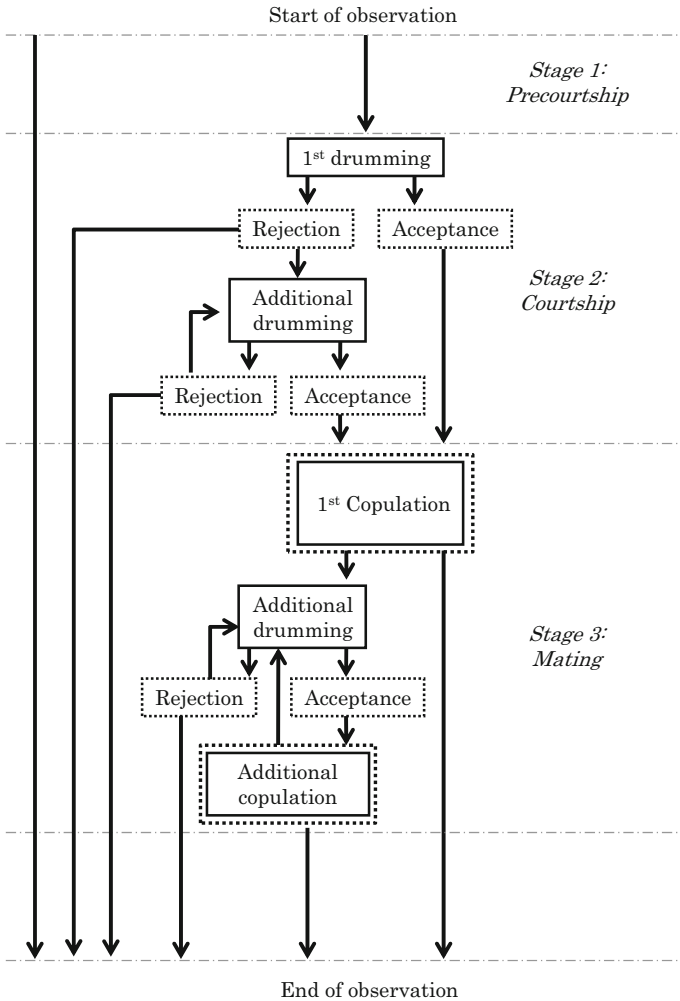 Start of observation
Stage 1:
Precourtship
1st drumming
Rejection
Acceptance
Stage 2:
Courtship
Additional
drumming
Rejection
Acceptance
1st Copulation
Additional
drumming
Stage 3:
Mating
Rejection
Acceptance
Additional
copulation
End of observation